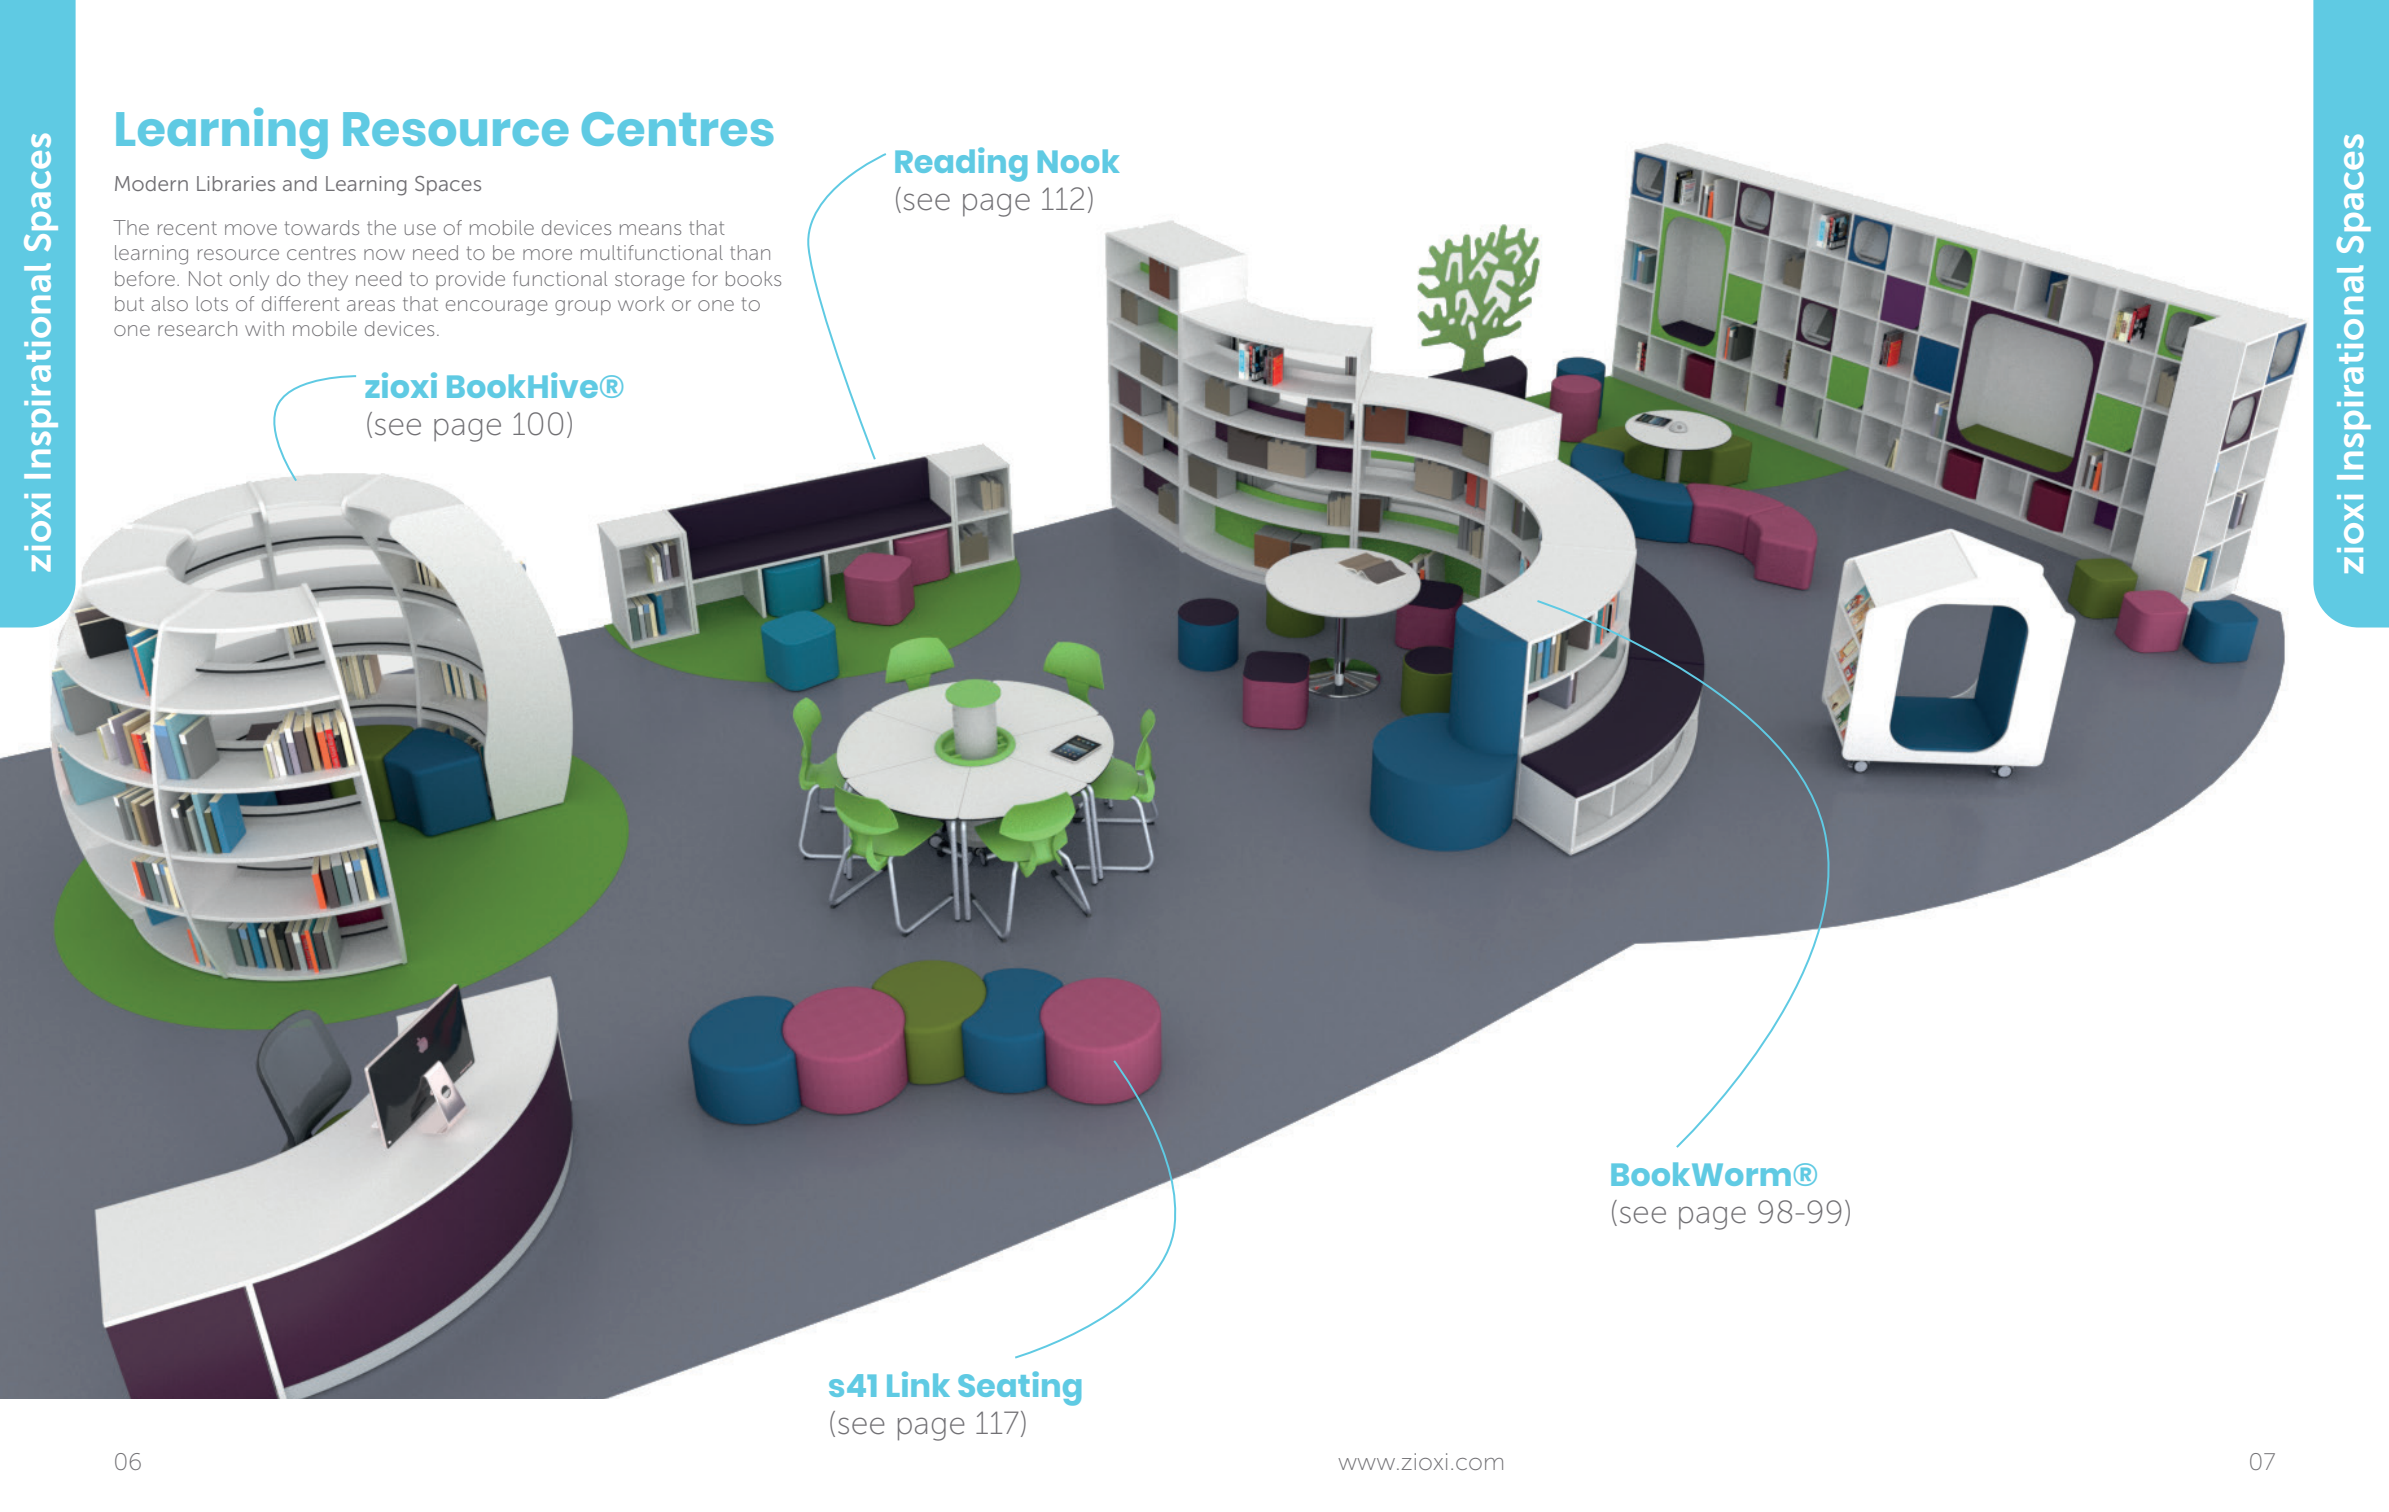 zioxi Inspirational Spaces
Learning Resource Centres
Modern Libraries and Learning Spaces
The recent move towards the use of mobile devices means that
learning resource centres now need to be more multifunctional than
before. Not only do they need to provide functional storage for books
but also lots of different areas that encourage group work or one to
one research with mobile devices.
zioxi BookHive®
(see page 100)
Reading Nook
(see page 112)
BookWorm®
(see page 98-99)
s41 Link Seating
(see page 117)
06
www.zioxi.com
07
zioxi Inspirational Spaces